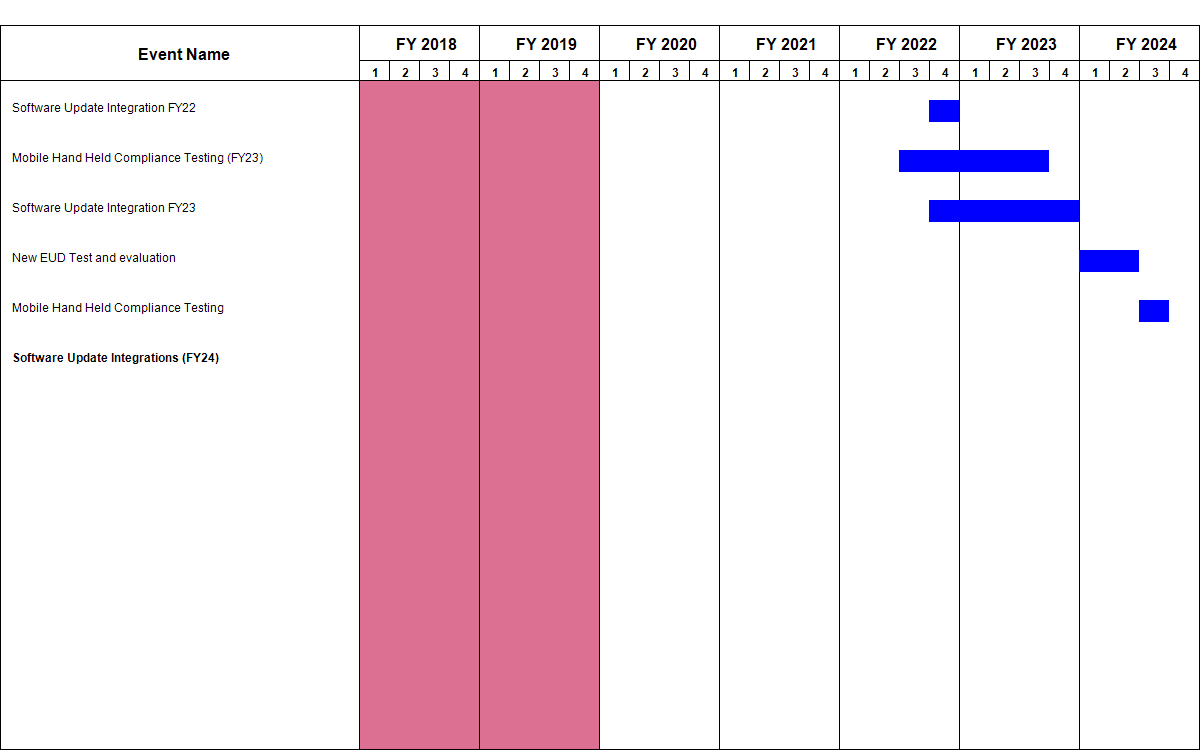 Event Name
FY 2018 FY 2019 FY 2020 FY 2021 FY 2022 FY 2023 FY 2024
1 2 3 4 1 2 3 4 1 2 3 4 1 2 3 4 1 2 3 4 1 2 3 4 1 2 3 4
Software Update Integration FY22
Mobile Hand Held Compliance Testing (FY23)
Software Update Integration FY23
New EUD Test and evaluation
Mobile Hand Held Compliance Testing
Software Update Integrations (FY24)